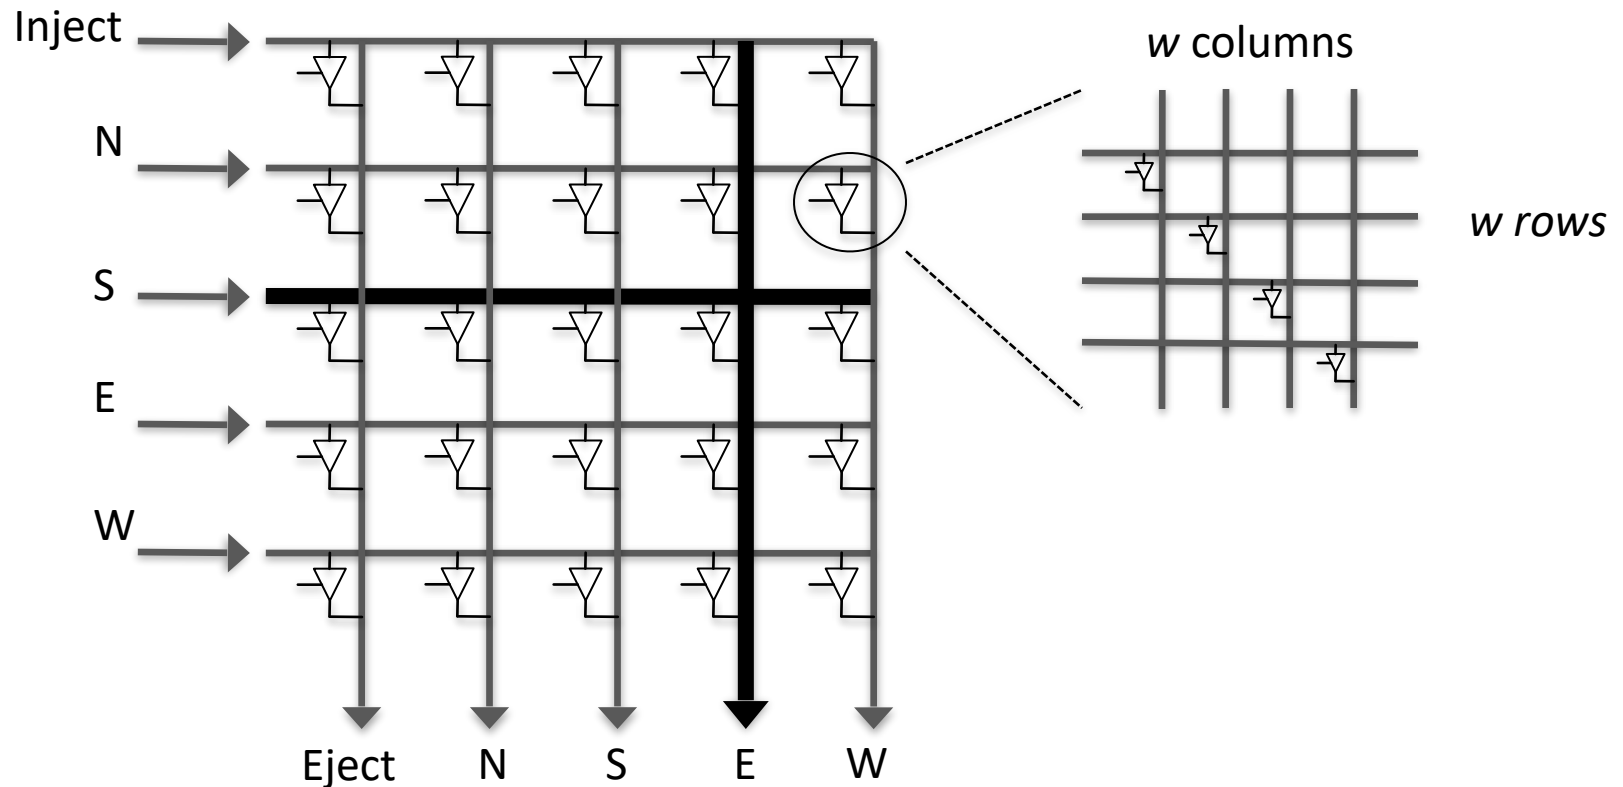 Inject
w columns
N
w rows
S
E
W
Eject N S E W